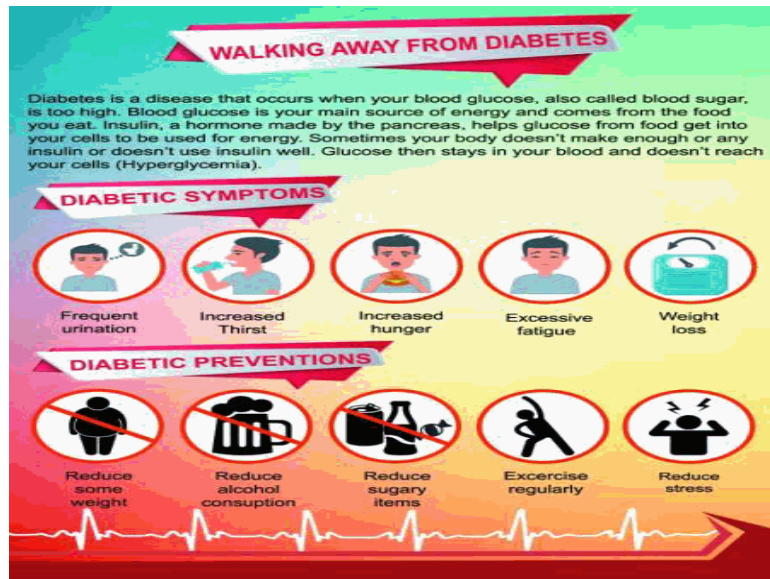 WALKING AWAY FROM DIABETES
Diabetes is a disease that occurs when your blood glucose, also called blood sugar,
is too high. Blood glucose is your main source of energy and comes from the food
you eat. Insulin, a hormone made by the pancreas, helps glucose from food get into
your cells to be used for energy. Sometimes your body doesn't make enough or any
insulin or doesn't use insulin well. Glucose then stays in your blood and doesn't reach
your cells (Hyperglycemia).
DIABETIC SYMPTOMS
Frequent
urination
Increased
Thirst
Increased
hunger
Excessive
fatigue
Weight
loss
DIABETIC PREVENTIONS
Reduce
some
weight
Reduce
alcohol
consuption
Reduce
sugary
items
Excercise
regularly
Reduce
stress